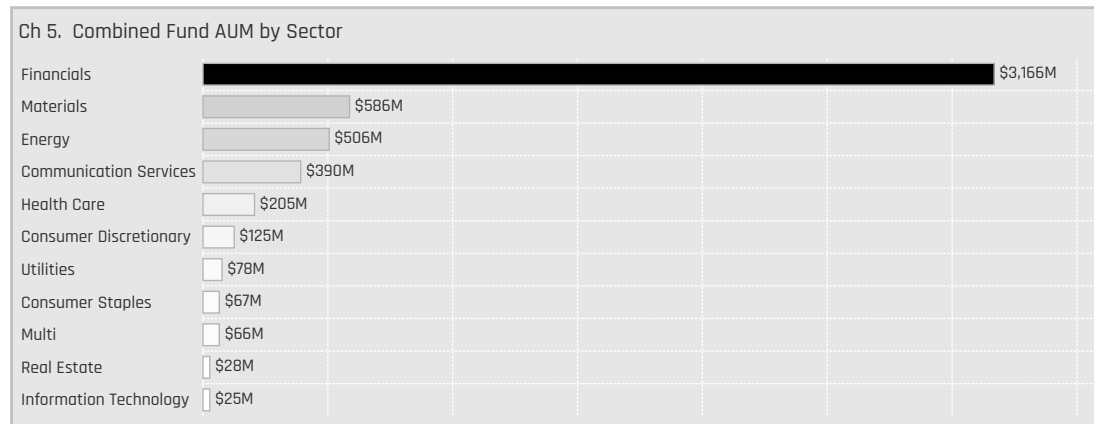 Ch 5.  Combined Fund AUM by Sector
Financials $3,166M
Materials $586M
Energy $506M
Communication Services $390M
Health Care $205M
Consumer Discretionary $125M
Utilities $78M
Consumer Staples $67M
Multi $66M
Real Estate $28M
Information Technology $25M